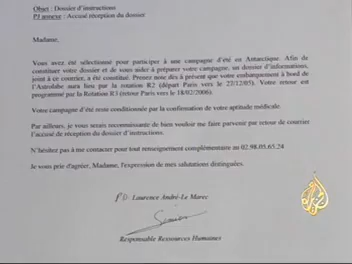 Objet : Dossier d'instructions
PJ annexe : Accusé réception du dossier
Madame,
Vous avez été sélectionné pour participer à une campagne d'été en Antarctique. Afin de
constituer votre dossier et de vous aider à préparer votre campagne, un dossier d'informations,
joint à ce courrier, a été constitué. Prenez note dès à présent que votre embarquement à bord de
l'Astrolabe aura lieu par la rotation R2 (départ Paris vers le 22/12/05). Votre retour est
programmé par la Rotation R3 (retour Paris vers le 18/02/2006).
Votre campagne d'été reste conditionnée par la confirmation de votre aptitude médicale.
Par ailleurs, je vous serais reconnaissante de bien vouloir me faire parvenir par retour de courrier
l'accusé de réception du dossier d'instructions.
N'hésitez pas à me contacter pour tout renseignement complémentaire au 02.98.05.65.24
Je vous prie d'agréer, Madame, l'expression de mes salutations distinguées.
Laurence André-Le Marec
Responsable Ressources Humaines